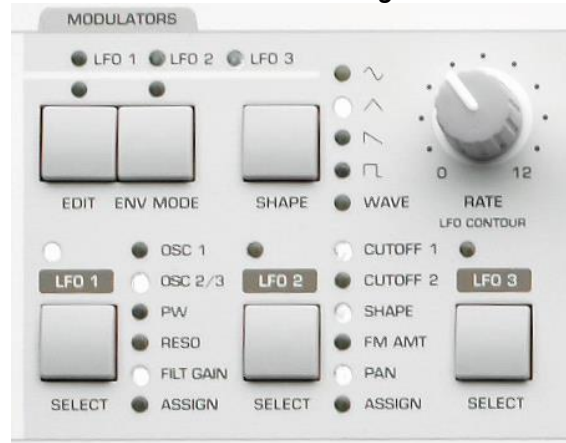 MODULATORS
LFO 1 LFO 2 LFO 3
EDIT ENV MODE SHAPE WAVE
0 12
RATE
LFO CONTOUR
OSC 1 CUTOFF 1
LFO 1 OSC 2/3 LFO 2 CUTOFF 2 LFO 3
PW SHAPE
RESO FM AMT
FILT GAIN PAN
SELECT ASSIGN SELECT ASSIGN SELECT